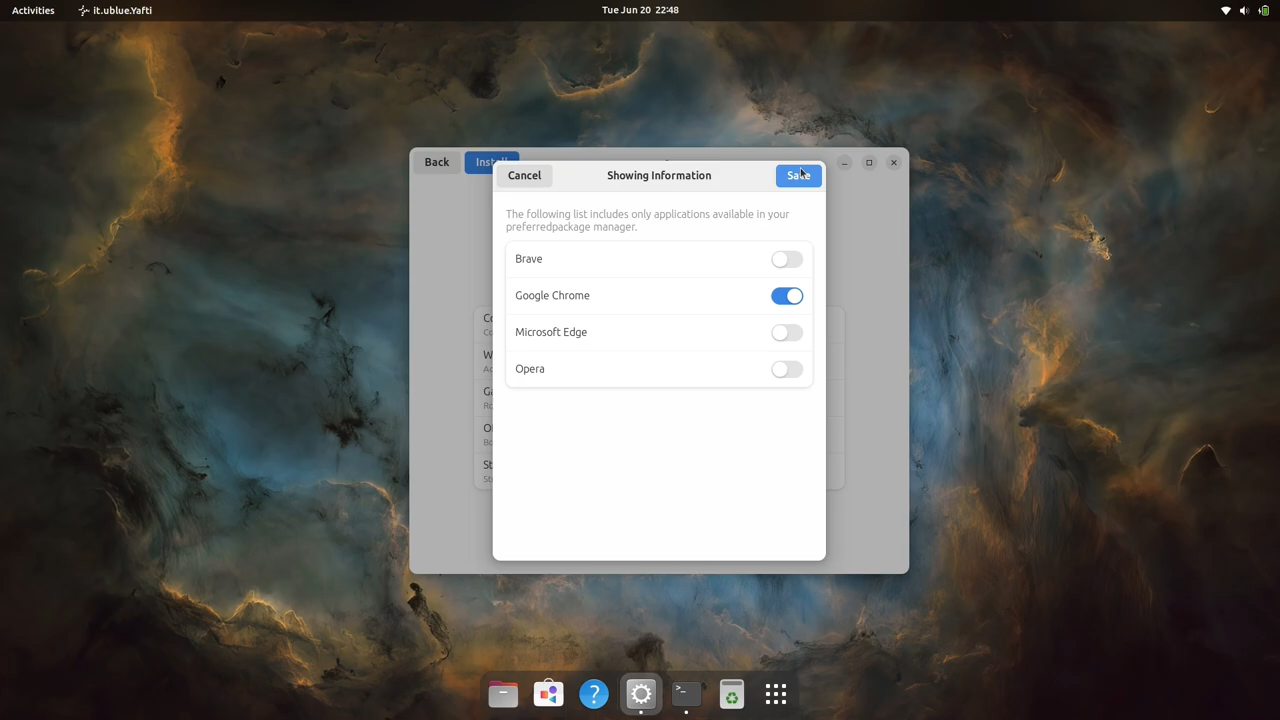 Activities
it.ublue.Yafti
Tue Jun 20 22:48
Back
Cancel
Showing Information
The following list includes only applications available in your
preferredpackage manager.
Brave
Google Chrome
Microsoft Edge
Opera